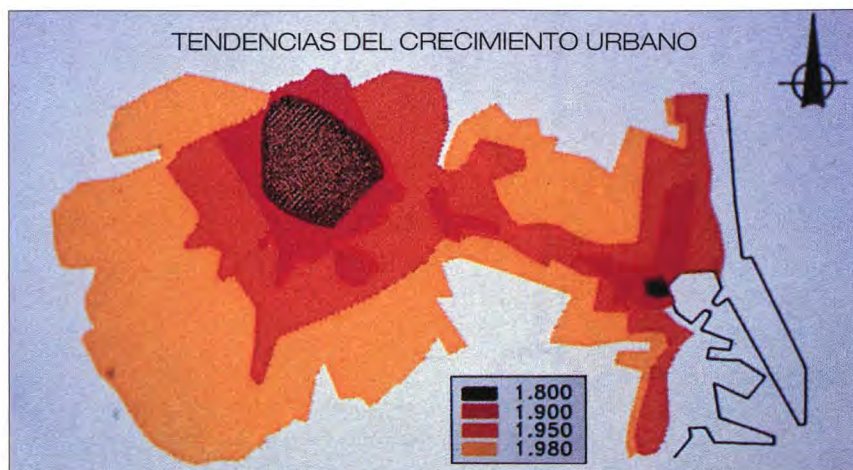 TENDENCIAS DEL CRECIMIENTO URBANO
1.800
1.900
1.950
1.980